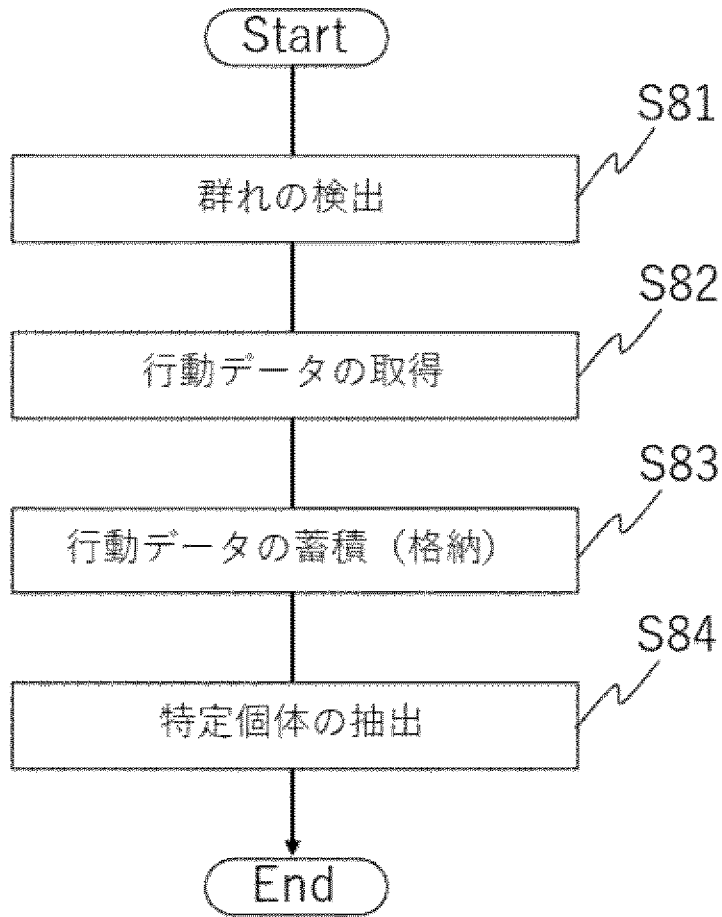 Start
S81
群れの検出
S82
行動データの取得
S83
行動データの蓄積（格納）
S84
特定個体の抽出
End